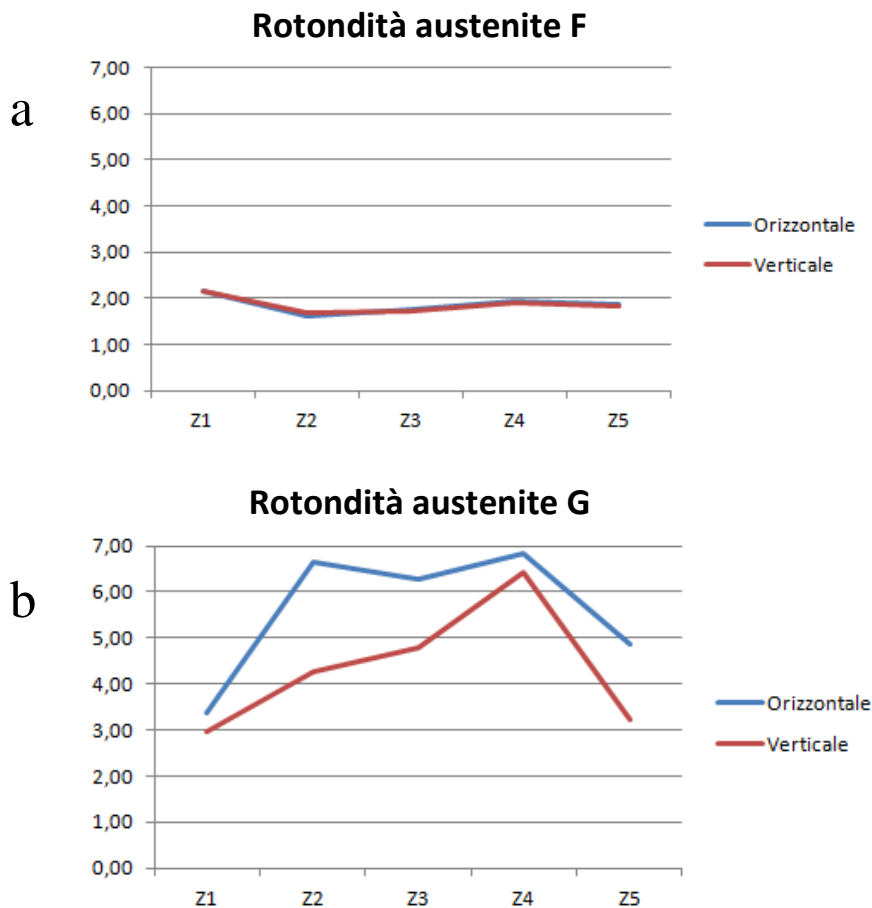 Rotondità austenite F
a
7,00
6,00
5,00
4,00
3,00
2,00
1,00
0,00
Z1 Z2 Z3 Z4 Z5
Orizzontale
Verticale
Rotondità austenite G
b
7,00
6,00
5,00
4,00
3,00
2,00
1,00
0,00
Z1 Z2 Z3 Z4 Z5
Orizzontale
Verticale